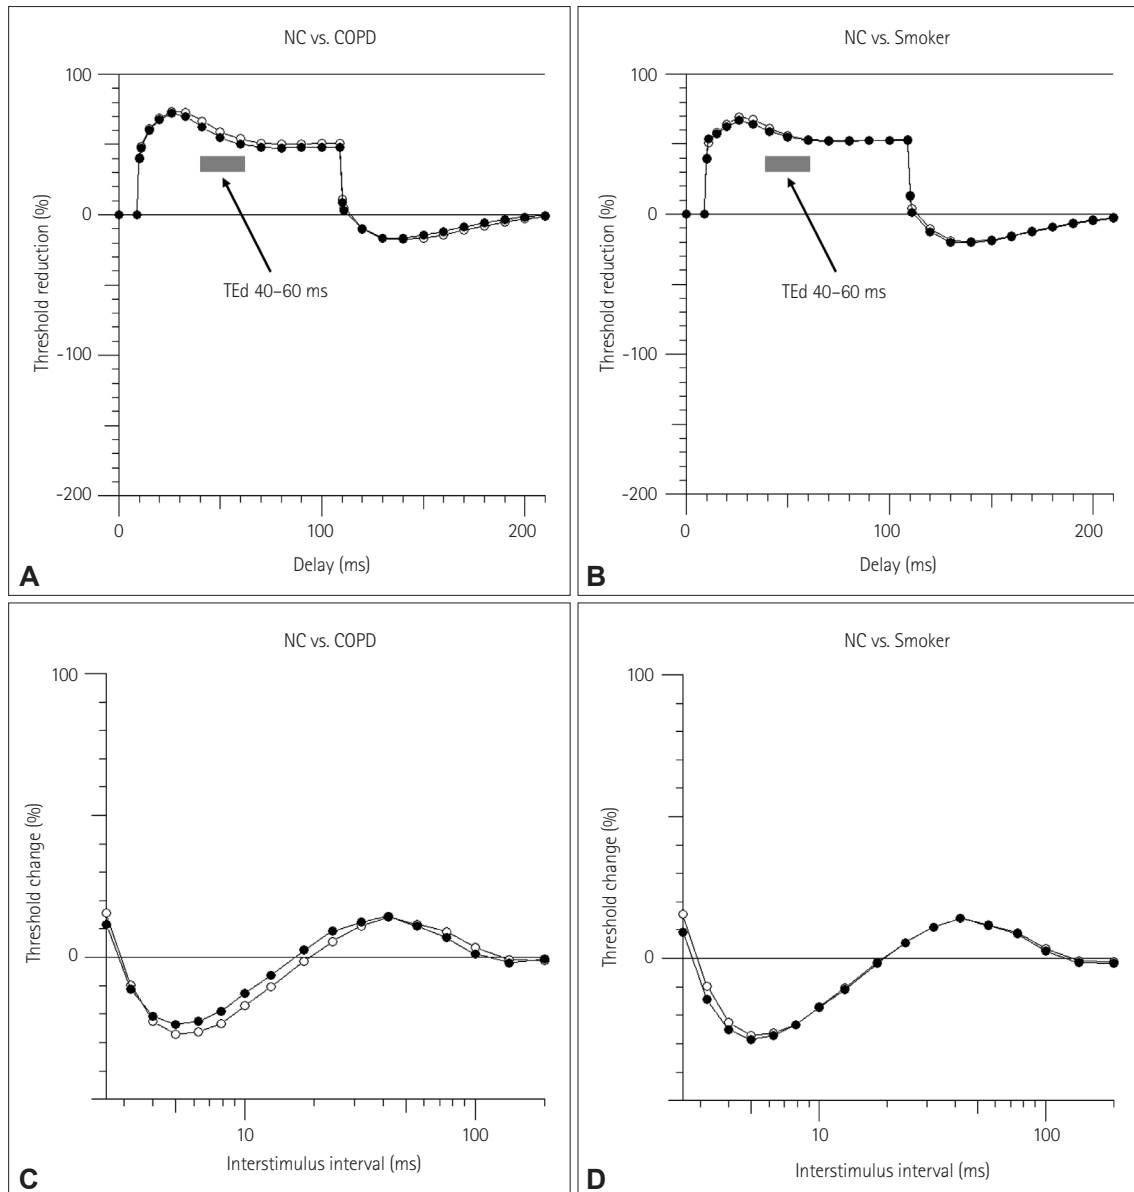 NC vs. COPD
100
0
-100
-200
Threshold reduction (%)
TEd 40–60 ms
0
100
200
Delay (ms)
A
NC vs. Smoker
100
0
-100
-200
Threshold reduction (%)
TEd 40–60 ms
0
100
200
Delay (ms)
B
NC vs. COPD
100
0
Threshold change (%)
10
100
Interstimulus interval (ms)
C
NC vs. Smoker
100
0
Threshold change (%)
10
100
Interstimulus interval (ms)
D